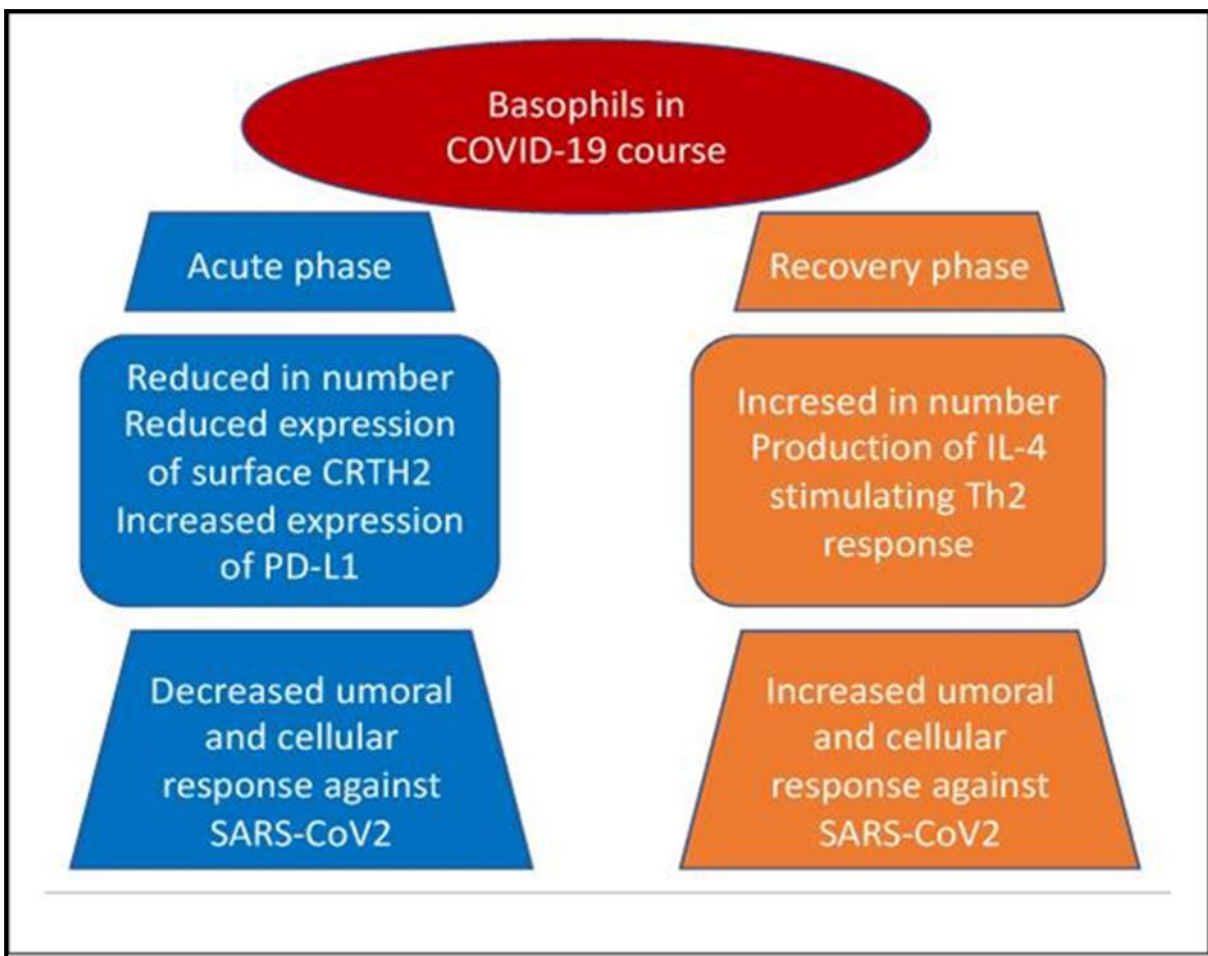 Basophils in
COVID-19 course
Acute phase
Reduced in number
Reduced expression
of surface CRTH2
Increased expression
of PD-L1
Decreased umoral
and cellular
response against
SARS-CoV2
Recovery phase
Incresed in number
Production of IL-4
stimulating Th2
response
Increased umoral
and cellular
response against
SARS-CoV2